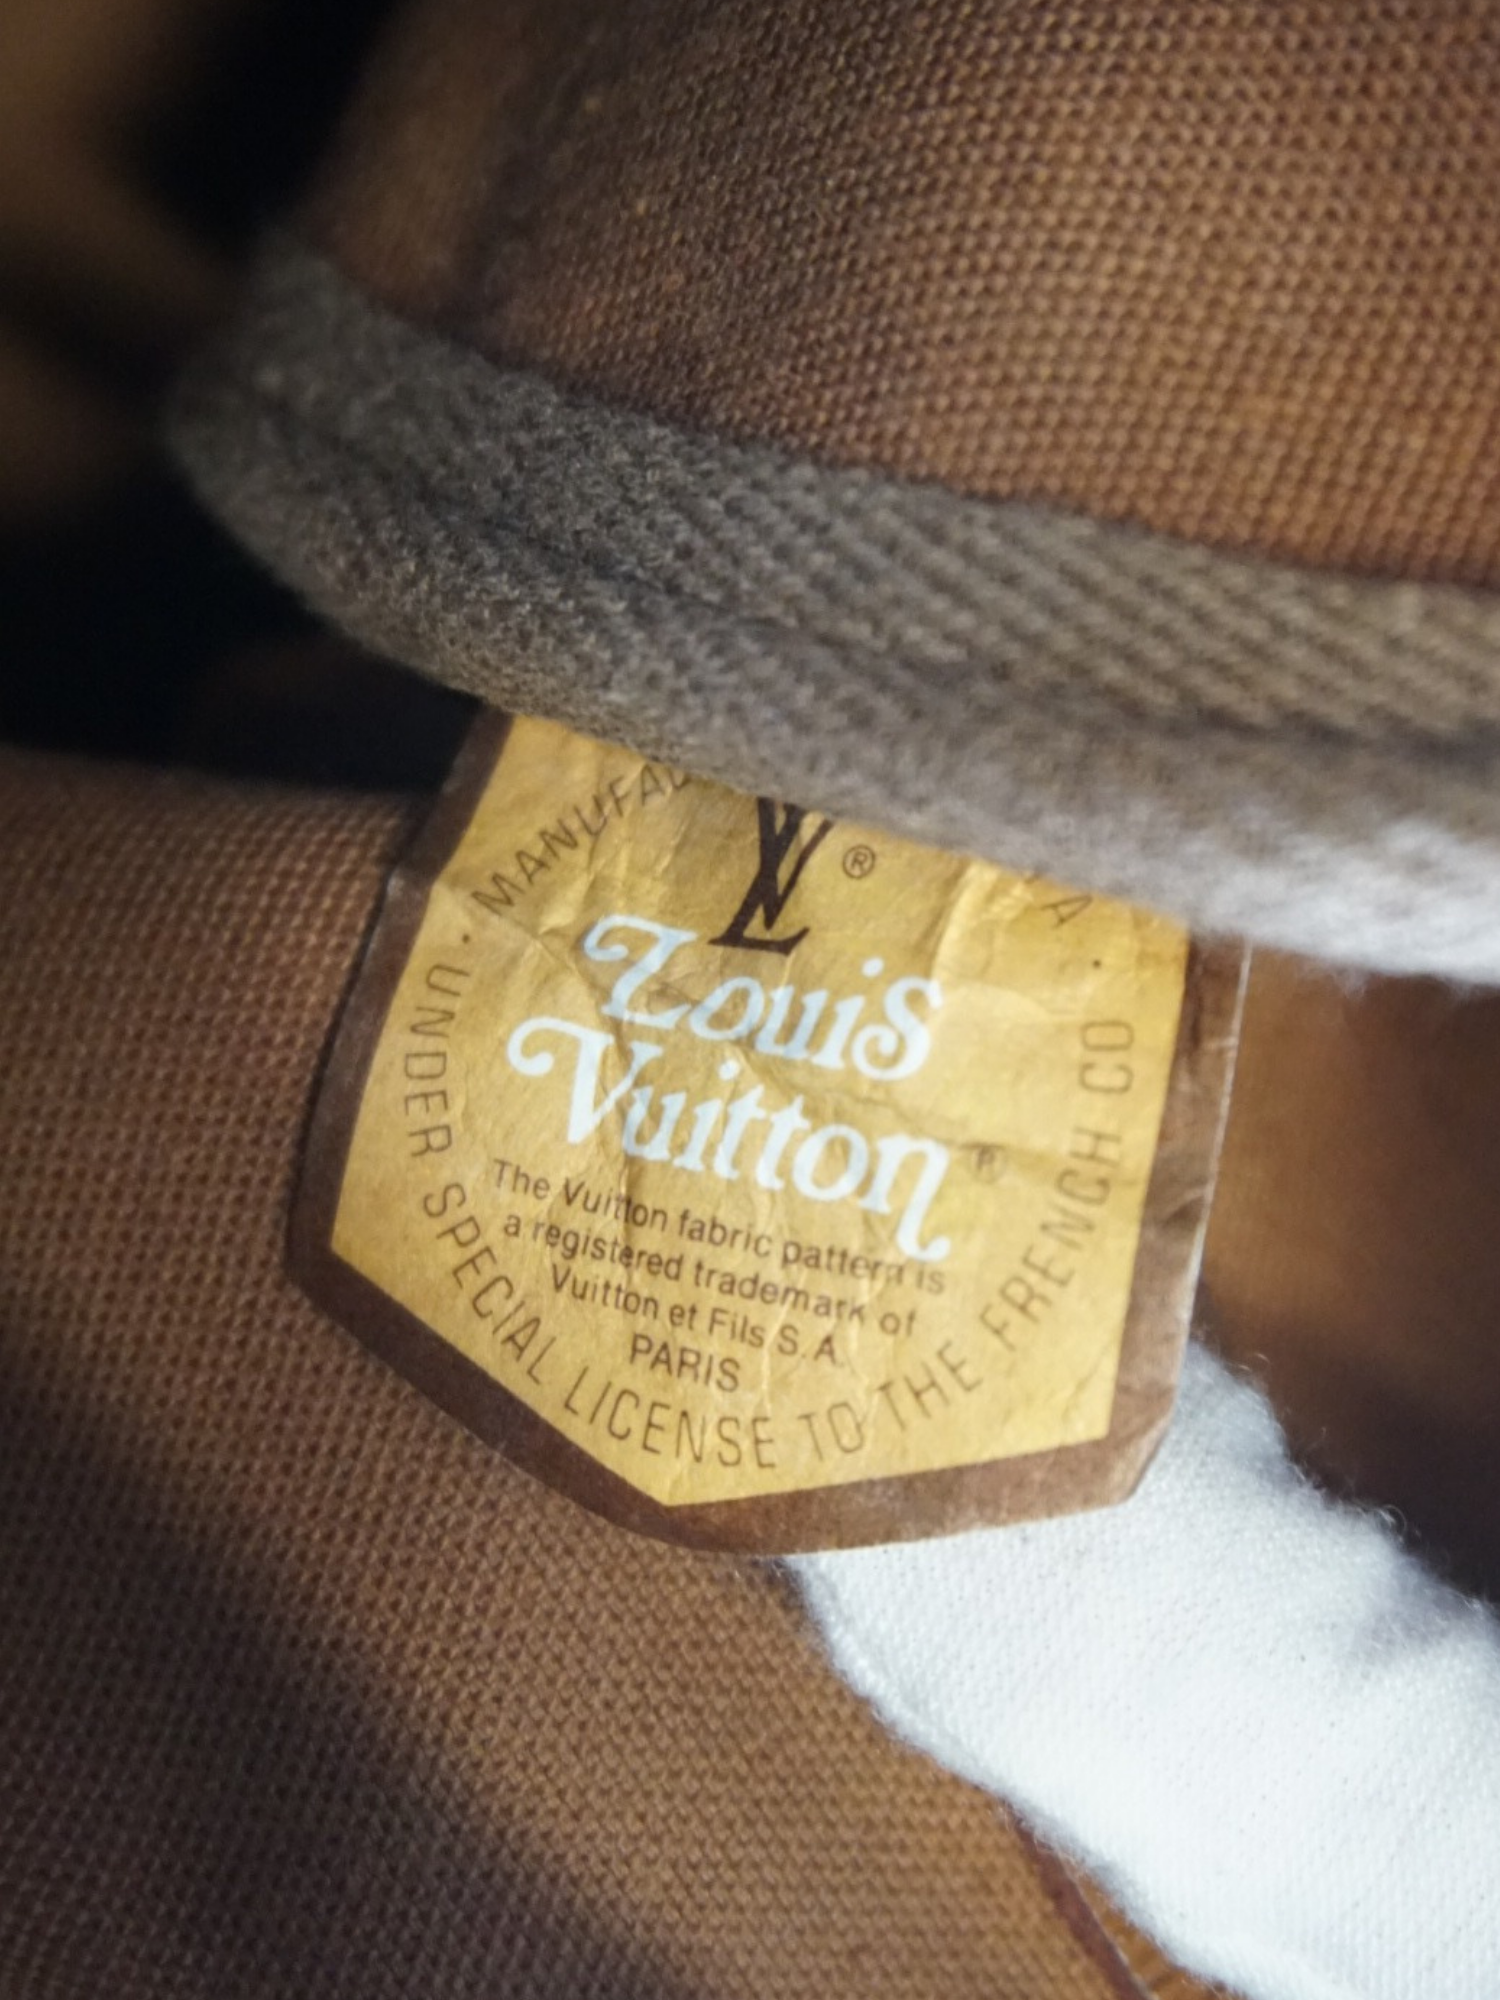 LV ®
Louis
Vuitton ®
The Vuitton fabric pattern is
a registered trademark of
Vuitton et Fils S.A.
PARIS
· UNDER SPECIAL LICENSE TO THE FRENCH CO ·